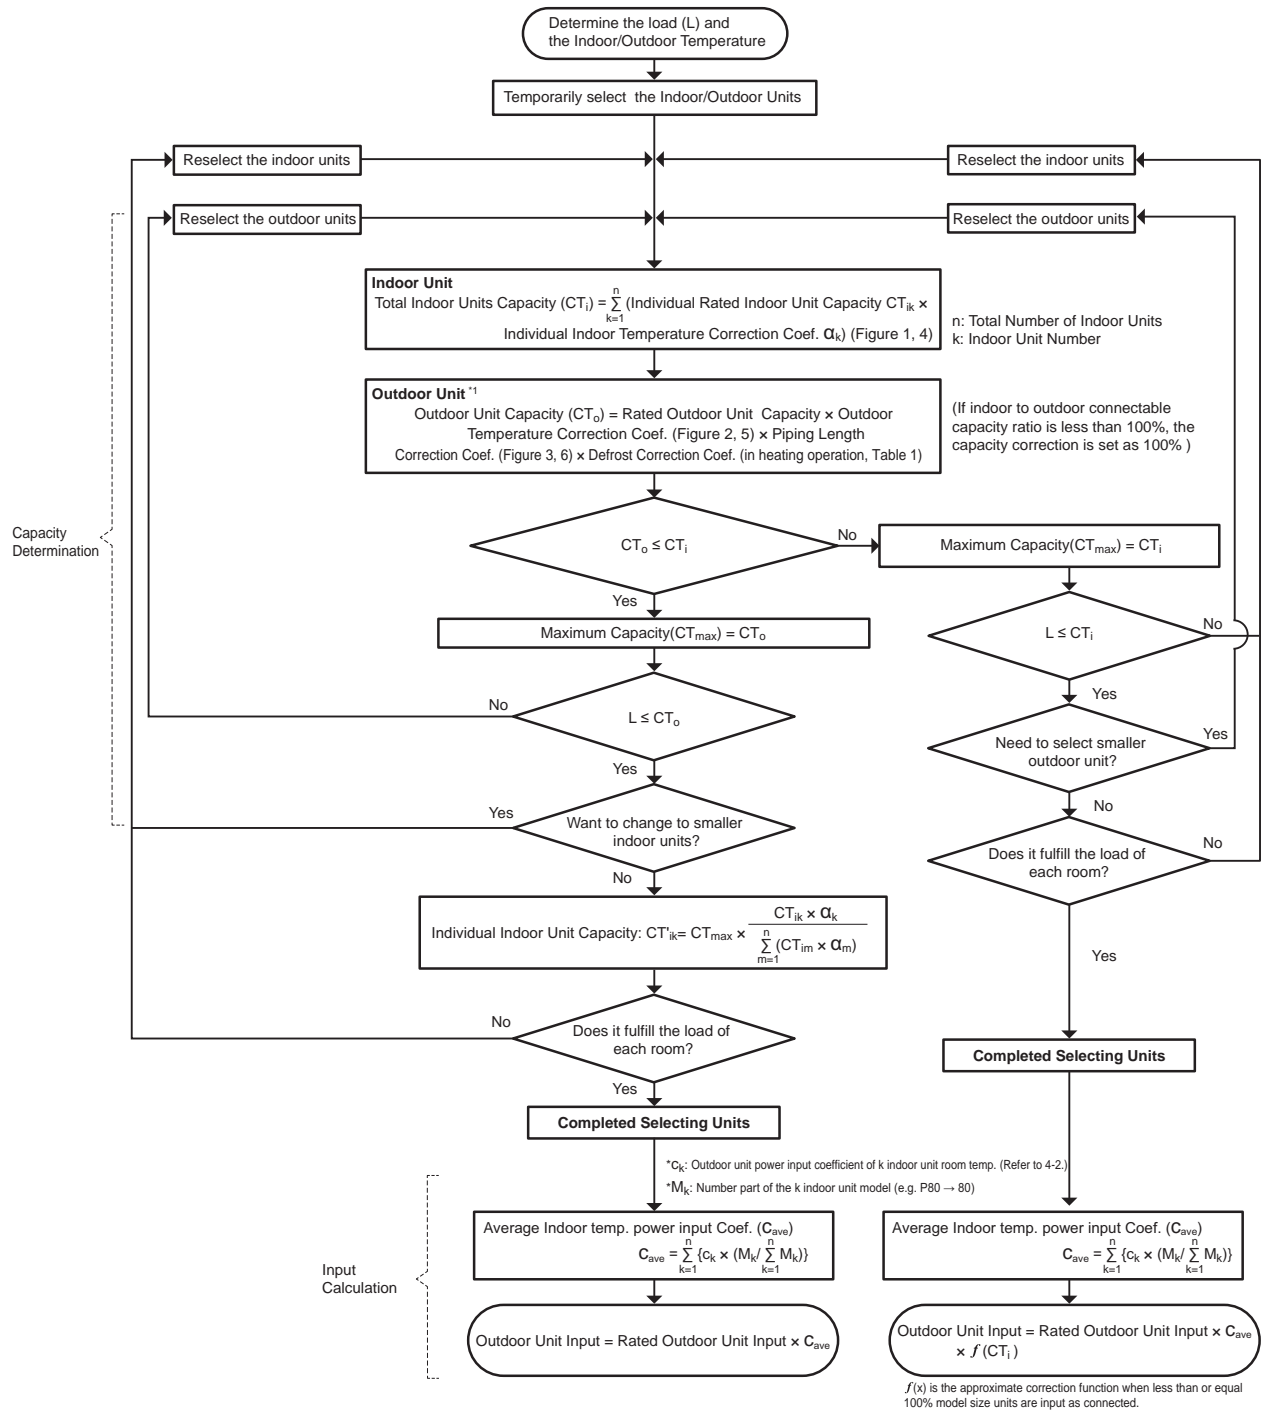 Determine the load (L) and
the Indoor/Outdoor Temperature
Temporarily select the Indoor/Outdoor Units
Reselect the indoor units
Reselect the indoor units
Reselect the outdoor units
Reselect the outdoor units
Indoor Unit
Total Indoor Units Capacity (CTi) = n Σ k=1 (Individual Rated Indoor Unit Capacity CTik ×
Individual Indoor Temperature Correction Coef. αk) (Figure 1, 4)
n: Total Number of Indoor Units
k: Indoor Unit Number
Outdoor Unit *1
Outdoor Unit Capacity (CTo) = Rated Outdoor Unit Capacity × Outdoor
Temperature Correction Coef. (Figure 2, 5) × Piping Length
Correction Coef. (Figure 3, 6) × Defrost Correction Coef. (in heating operation, Table 1)
(If indoor to outdoor connectable
capacity ratio is less than 100%, the
capacity correction is set as 100% )
Capacity
Determination
CTo ≤ CTi
No
Maximum Capacity(CTmax) = CTi
Yes
Maximum Capacity(CTmax) = CTo
L ≤ CTi
No
Yes
No
L ≤ CTo
Need to select smaller
outdoor unit?
Yes
Yes
No
Yes
Want to change to smaller
indoor units?
No
Does it fulfill the load of
each room?
No
Individual Indoor Unit Capacity: CT'ik= CTmax × CTik × αk / n Σ m=1 (CTim × αm)
Yes
No
Does it fulfill the load of
each room?
Yes
Completed Selecting Units
Completed Selecting Units
*ck: Outdoor unit power input coefficient of k indoor unit room temp. (Refer to 4-2.)
*Mk: Number part of the k indoor unit model (e.g. P80 → 80)
Input
Calculation
Average Indoor temp. power input Coef. (Cave)
Cave = n Σ k=1 {ck × (Mk/ n Σ k=1 Mk)}
Average Indoor temp. power input Coef. (Cave)
Cave = n Σ k=1 {ck × (Mk/ n Σ k=1 Mk)}
Outdoor Unit Input = Rated Outdoor Unit Input × Cave
Outdoor Unit Input = Rated Outdoor Unit Input × Cave
× f (CTi )
f(x) is the approximate correction function when less than or equal
100% model size units are input as connected.